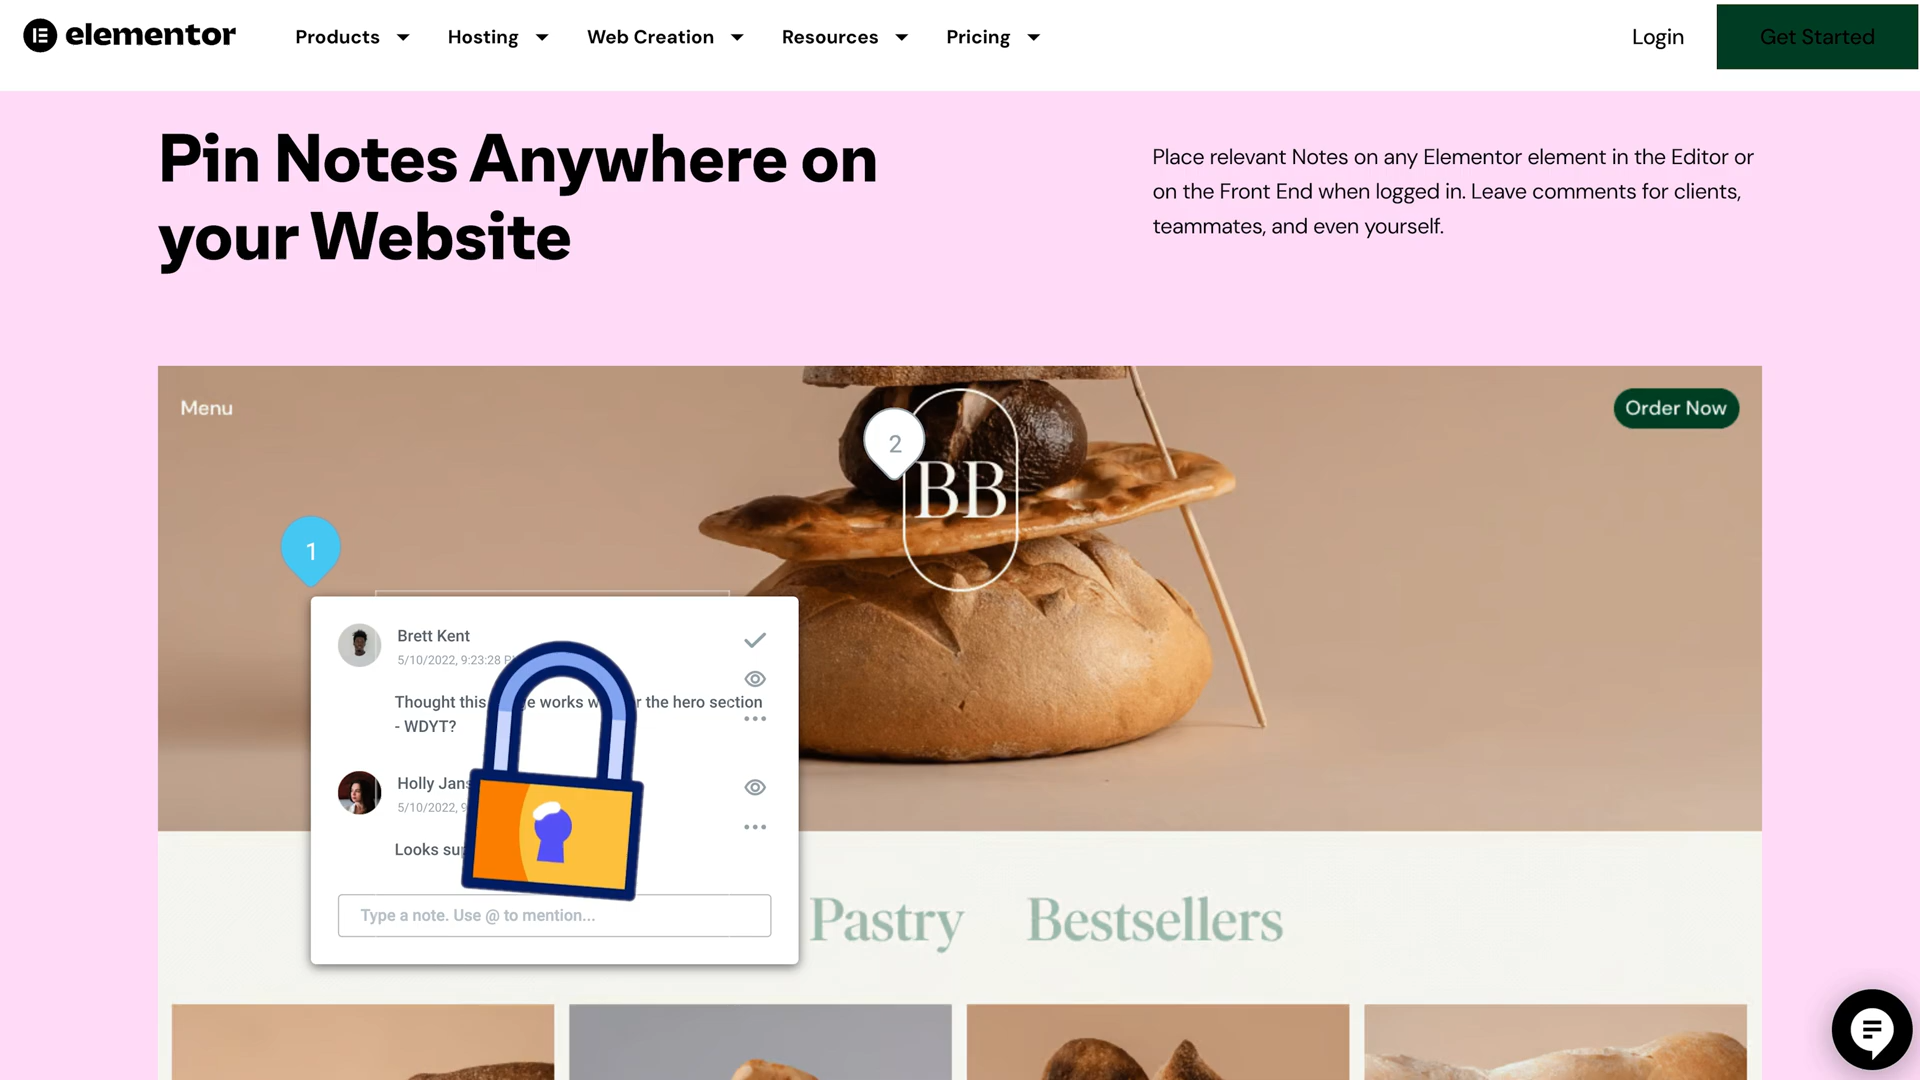 elementor
Products
Hosting
Web Creation
Resources
Pricing
Login
Get Started
Pin Notes Anywhere on
your Website
Place relevant Notes on any Elementor element in the Editor or
on the Front End when logged in. Leave comments for clients,
teammates, and even yourself.
Menu
Order Now
2
BB
1
Brett Kent
5/10/2022, 9:23:28
Thought this works the hero section
- WDYT?
Holly
5/10/2022,
Looks
Type a note. Use @ to mention...
Pastry
Bestsellers